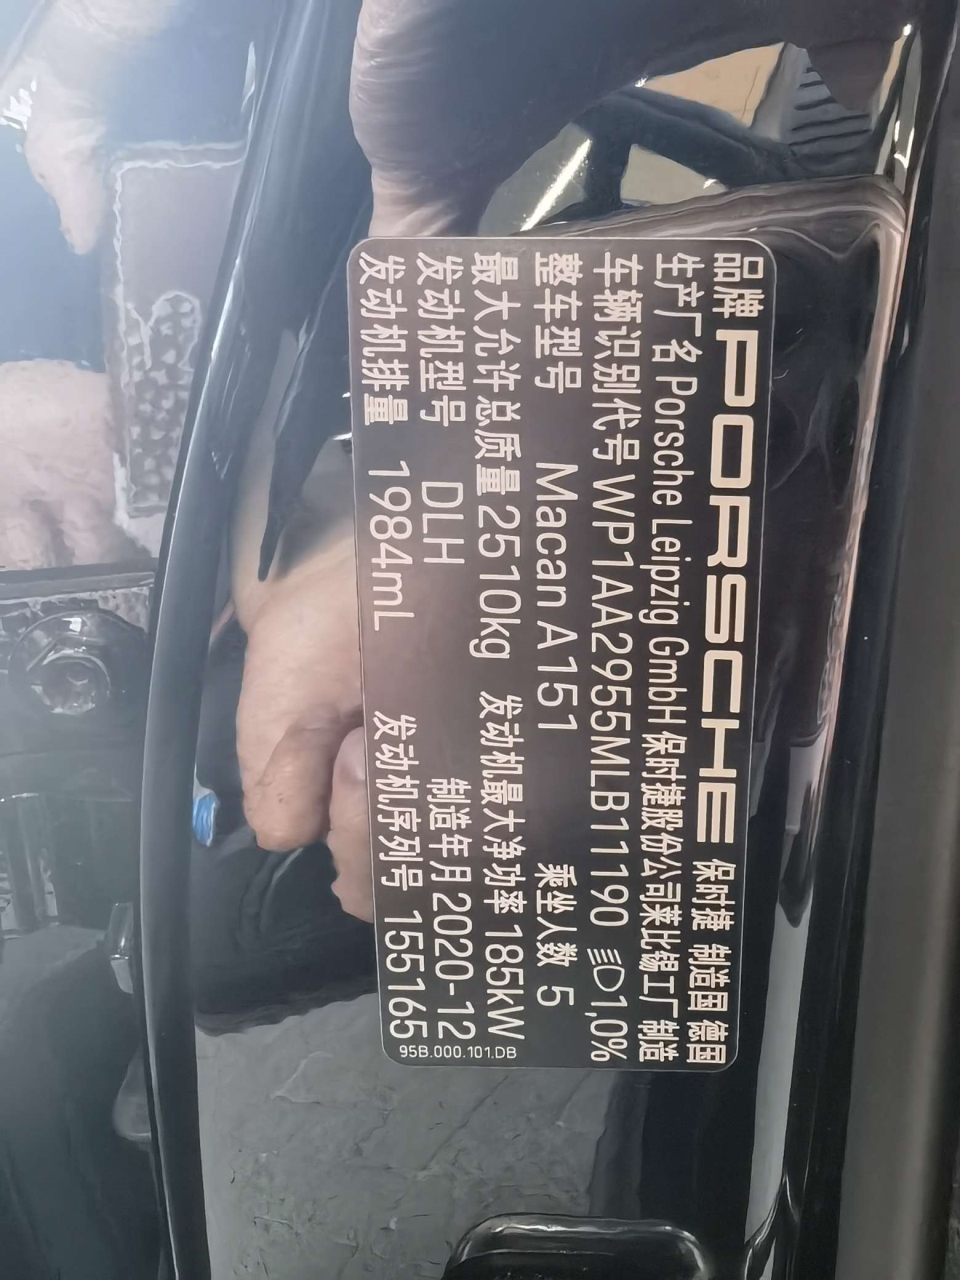 品牌 PORSCHE 保时捷 制造国 德国
生产厂名 Porsche Leipzig GmbH 保时捷股份公司莱比锡工厂制造
车辆识别代号 WP1AA2955MLB11190 1,0%
整车型号 Macan A151 乘坐人数 5
最大允许总质量 2510kg 发动机最大净功率 185kW
发动机型号 DLH 制造年月 2020-12
发动机排量 1984mL 发动机序列号 155165
95B.000.101.DB